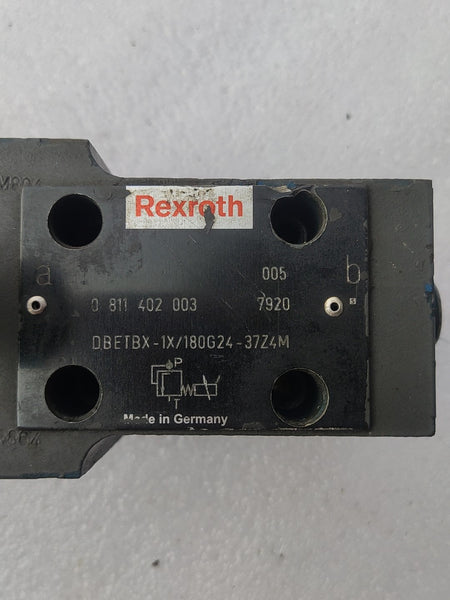 Rexroth
a
005
b
0 811 402 003
7920
DBETBX-1X/180G24-37Z4M
P
T
Made in Germany